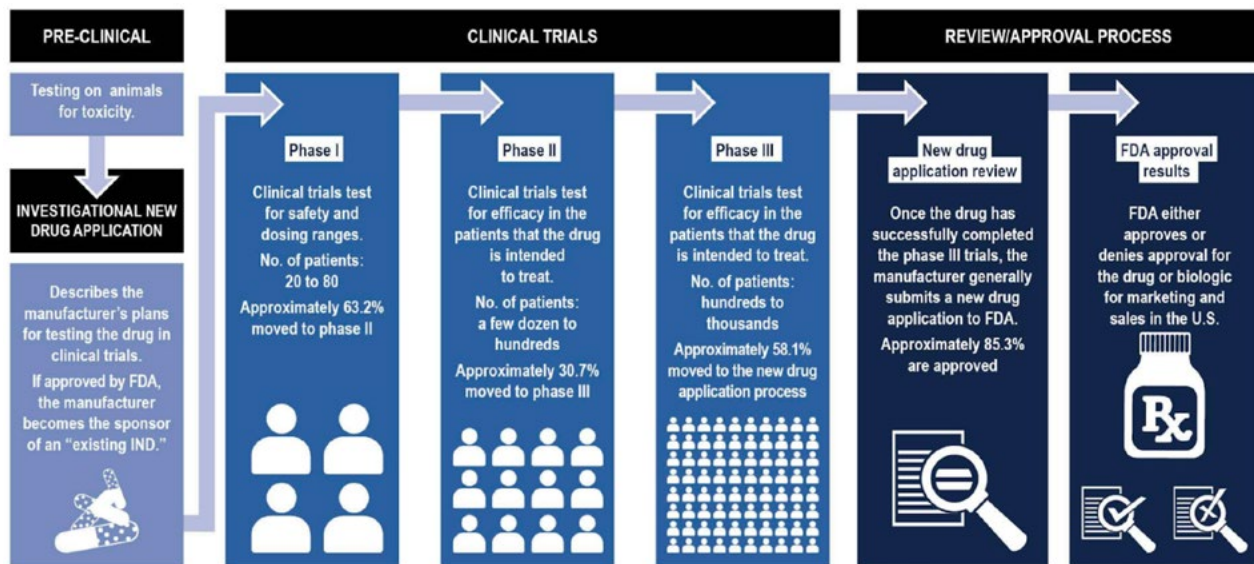 PRE-CLINICAL
Testing on animals
for toxicity.
INVESTIGATIONAL NEW
DRUG APPLICATION
Describes the
manufacturer's plans
for testing the drug in
clinical trials.
If approved by FDA,
the manufacturer
becomes the sponsor
of an “existing IND.”
CLINICAL TRIALS
Phase I
Clinical trials test
for safety and
dosing ranges.
No. of patients:
20 to 80
Approximately 63.2%
moved to phase II
Phase II
Clinical trials test
for efficacy in the
patients that the drug
is intended
to treat.
No. of patients:
a few dozen to
hundreds
Approximately 30.7%
moved to phase III
Phase III
Clinical trials test
for efficacy in the
patients that the drug
is intended to treat.
No. of patients:
hundreds to
thousands
Approximately 58.1%
moved to the new drug
application process
REVIEW/APPROVAL PROCESS
New drug
application review
Once the drug has
successfully completed
the phase III trials, the
manufacturer generally
submits a new drug
application to FDA.
Approximately 85.3%
are approved
FDA approval
results
FDA either
approves or
denies approval for
the drug or biologic
for marketing and
sales in the U.S.
Rx